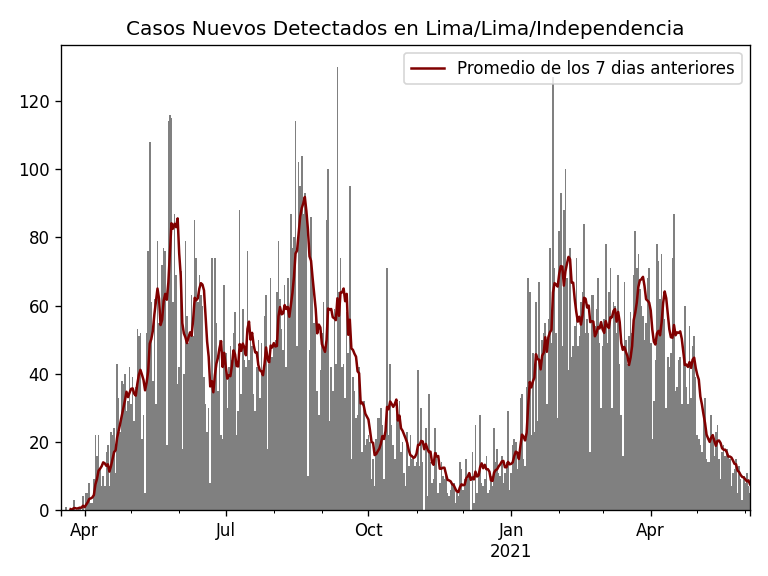 Casos Nuevos Detectados en Lima/Lima/Independencia
Promedio de los 7 dias anteriores
120
100
80
60
40
20
0
Apr Jul Oct Jan Apr
2021